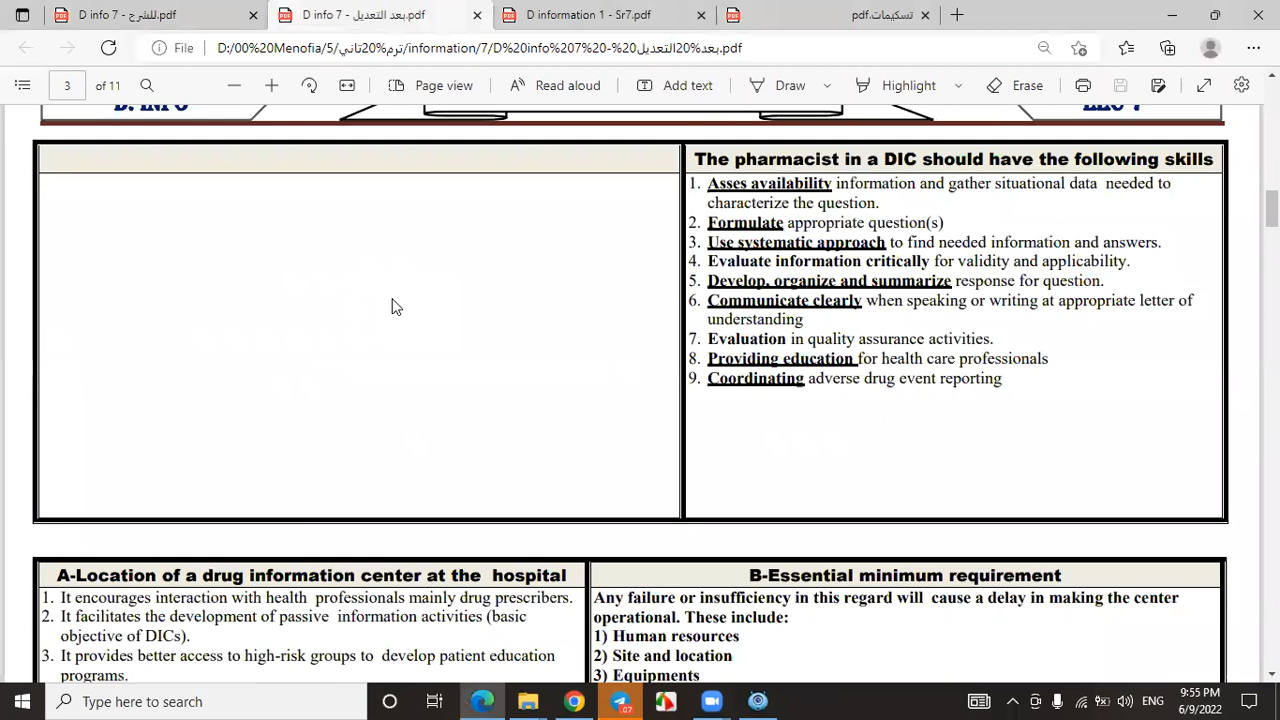 D info 7 - للشرح.pdf
D info 7 - بعد التعديل.pdf
D information 1 - Sr7.pdf
تسكيمات.pdf
File
D:/00%20Menofia/5/ترم%20تاني/information/7/D%20info%207%20-%20بعد%20التعديل.pdf
3 of 11
Page view
Read aloud
Add text
Draw
Highlight
Erase
D. INFO
The pharmacist in a DIC should have the following skills
1. Asses availability information and gather situational data needed to
characterize the question.
2. Formulate appropriate question(s)
3. Use systematic approach to find needed information and answers.
4. Evaluate information critically for validity and applicability.
5. Develop, organize and summarize response for question.
6. Communicate clearly when speaking or writing at appropriate letter of
understanding
7. Evaluation in quality assurance activities.
8. Providing education for health care professionals
9. Coordinating adverse drug event reporting
A-Location of a drug information center at the hospital
1. It encourages interaction with health professionals mainly drug prescribers.
2. It facilitates the development of passive information activities (basic
objective of DICs).
3. It provides better access to high-risk groups to develop patient education
programs.
B-Essential minimum requirement
Any failure or insufficiency in this regard will cause a delay in making the center
operational. These include:
1) Human resources
2) Site and location
3) Equipments
Type here to search
07
ENG
9:55 PM
6/9/2022